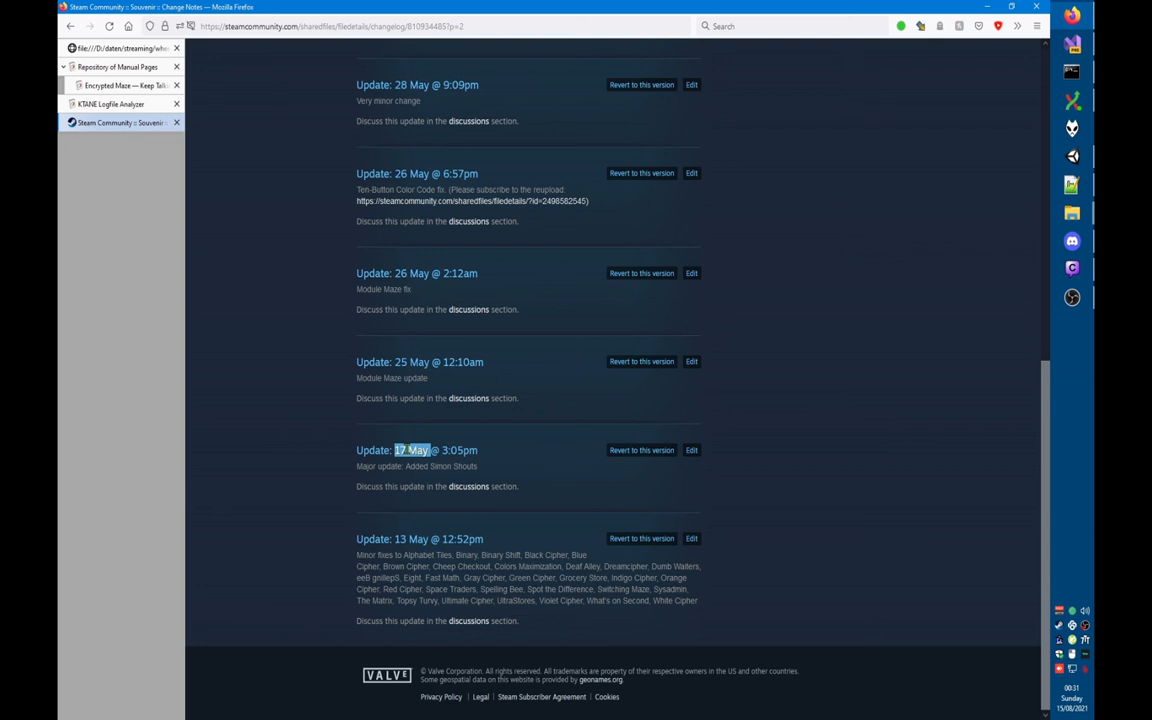 Steam Community :: Souvenir :: Change Notes — Mozilla Firefox
https://steamcommunity.com/sharedfiles/filedetails/changelog/810934485?p=2
Search
file:///D:/daten/streaming/whe
Repository of Manual Pages
Encrypted Maze — Keep Talki
KTANE Logfile Analyzer
Steam Community :: Souvenir ::
Update: 28 May @ 9:09pm
Revert to this version
Edit
Very minor change
Discuss this update in the discussions section.
Update: 26 May @ 6:57pm
Revert to this version
Edit
Ten-Button Color Code fix. (Please subscribe to the reupload:
https://steamcommunity.com/sharedfiles/filedetails/?id=2498582545)
Discuss this update in the discussions section.
Update: 26 May @ 2:12am
Revert to this version
Edit
Module Maze fix
Discuss this update in the discussions section.
Update: 25 May @ 12:10am
Revert to this version
Edit
Module Maze update
Discuss this update in the discussions section.
Update: 17 May @ 3:05pm
Revert to this version
Edit
Major update: Added Simon Shouts
Discuss this update in the discussions section.
Update: 13 May @ 12:52pm
Revert to this version
Edit
Minor fixes to Alphabet Tiles, Binary, Binary Shift, Black Cipher, Blue
Cipher, Brown Cipher, Cheep Checkout, Colors Maximization, Deaf Alley, Dreamcipher, Dumb Waiters,
eeB gnillepS, Eight, Fast Math, Gray Cipher, Green Cipher, Grocery Store, Indigo Cipher, Orange
Cipher, Red Cipher, Space Traders, Spelling Bee, Spot the Difference, Switching Maze, Sysadmin,
The Matrix, Topsy Turvy, Ultimate Cipher, UltraStores, Violet Cipher, What's on Second, White Cipher
Discuss this update in the discussions section.
VALVE
© Valve Corporation. All rights reserved. All trademarks are property of their respective owners in the US and other countries.
Some geospatial data on this website is provided by geonames.org.
Privacy Policy | Legal | Steam Subscriber Agreement | Cookies
00:31
Sunday
15/08/2021